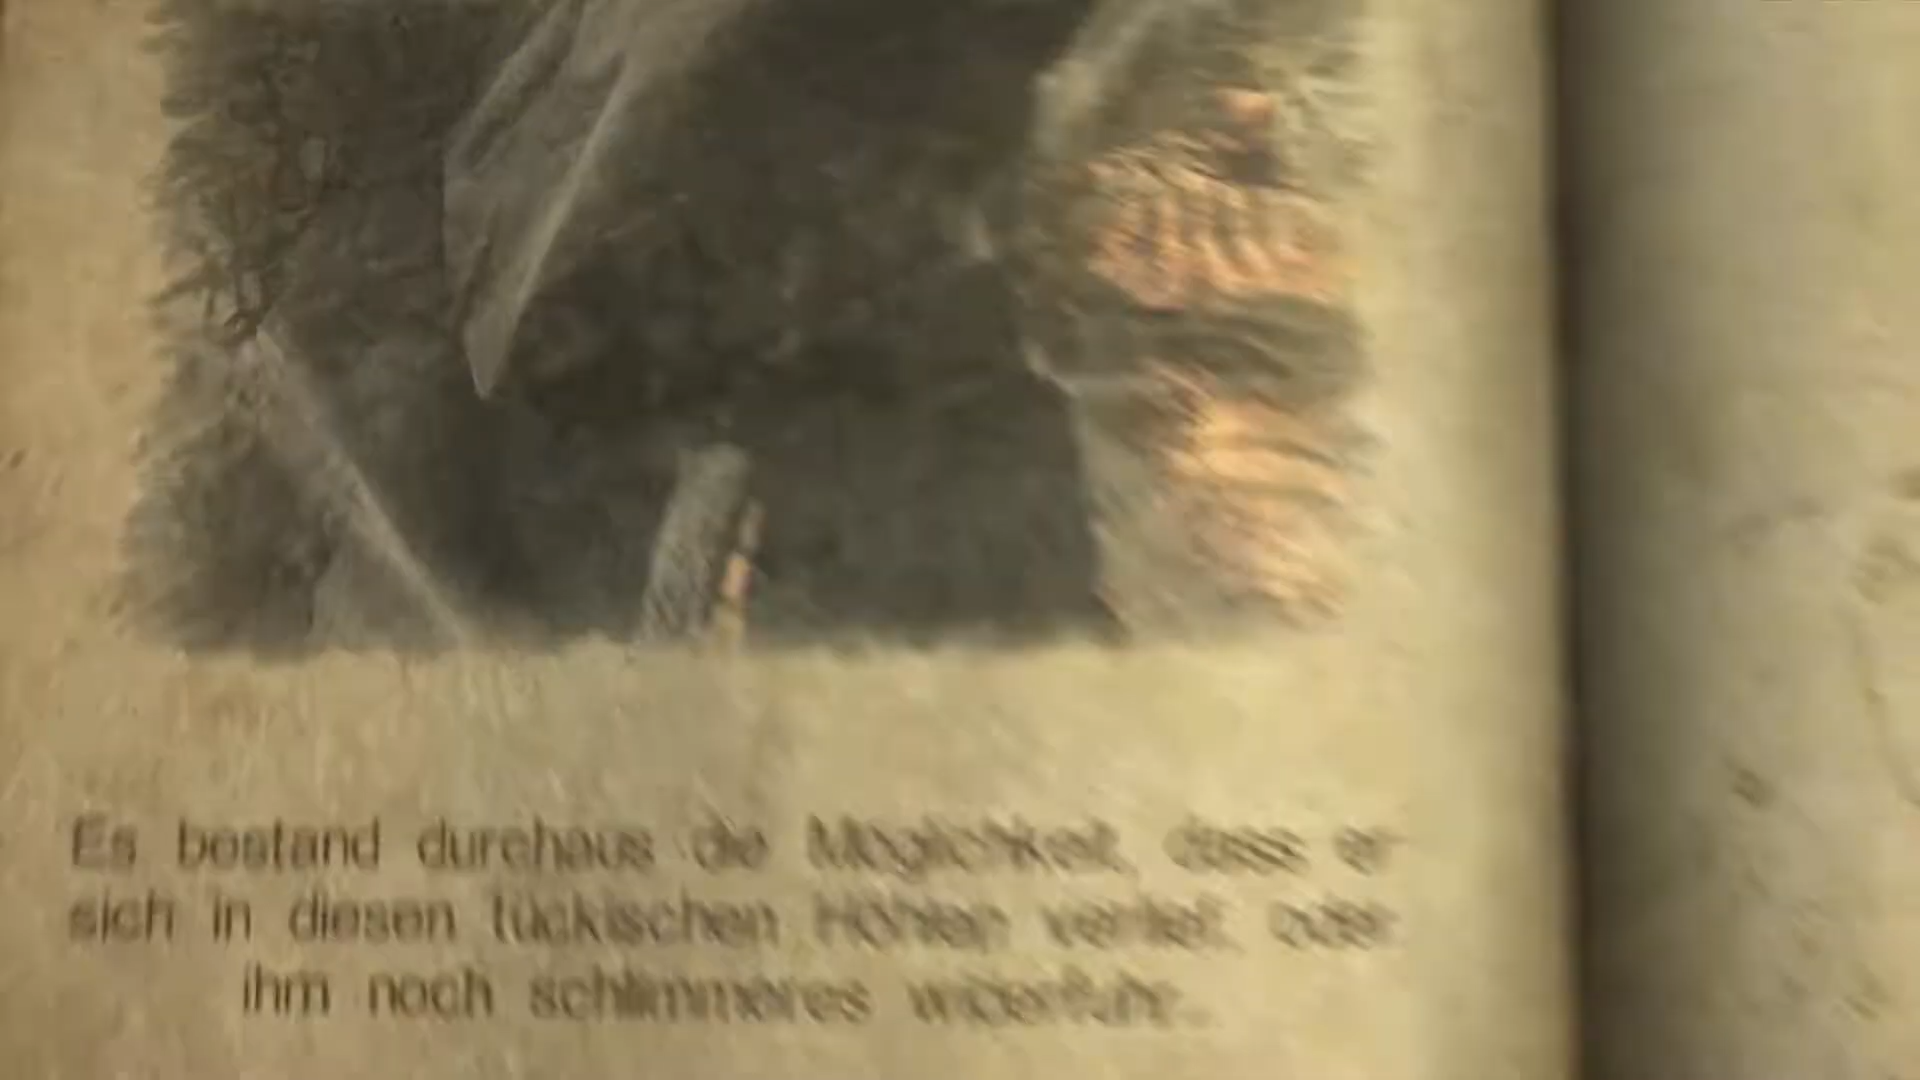 Es bestand durchaus die Möglichkeit, dass er
sich in diesen tückischen Höhlen verlief, oder
ihm noch schlimmeres widerfuhr...